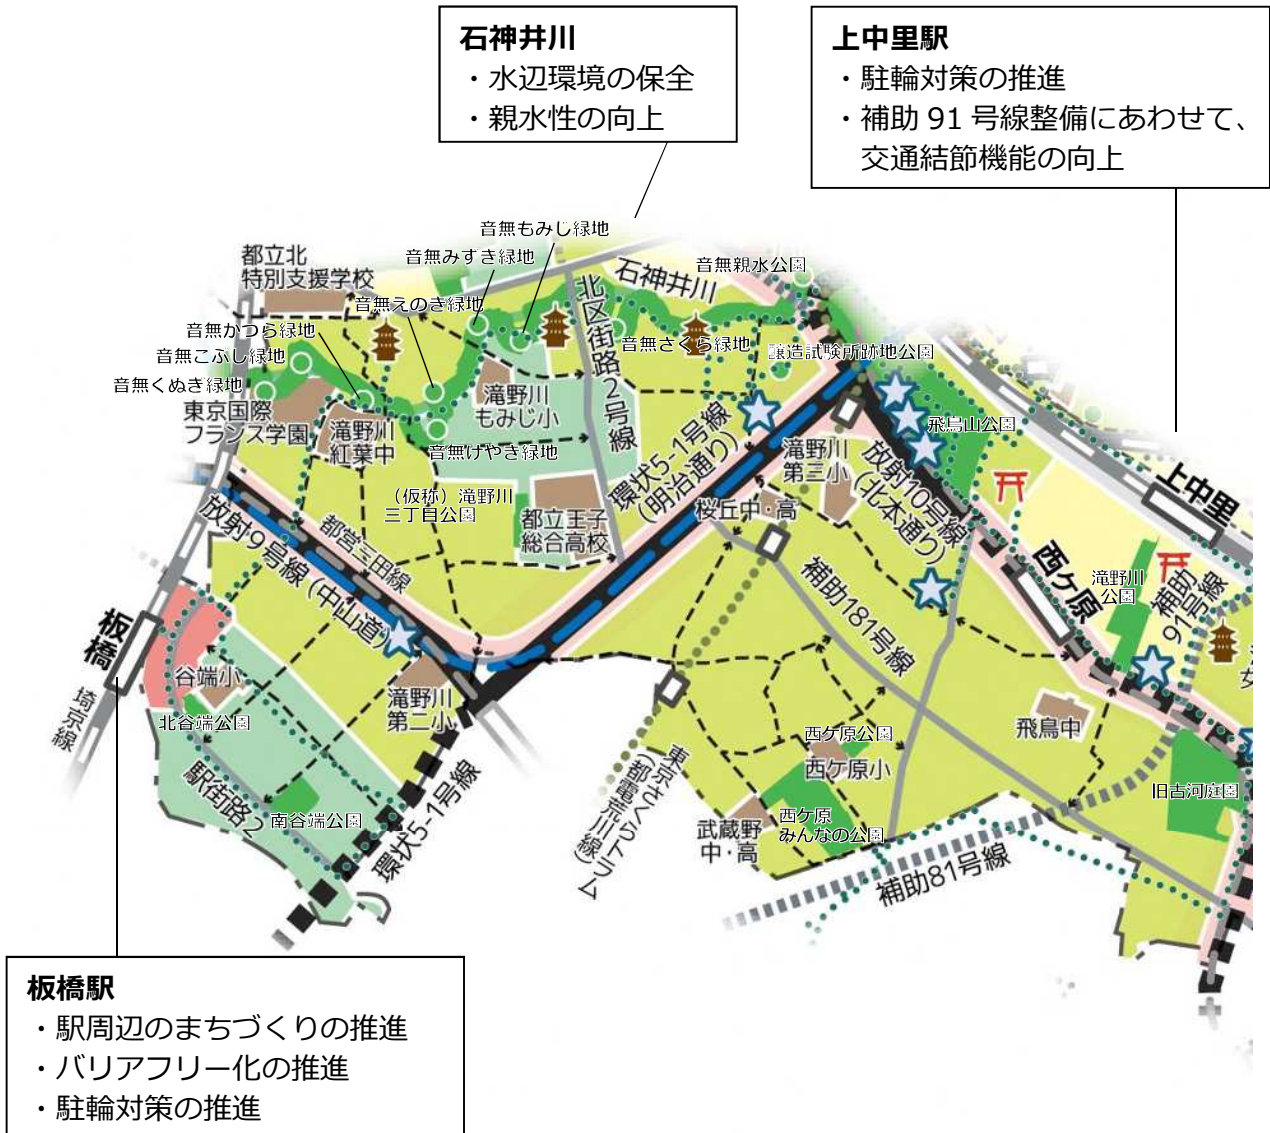 石神井川
・水辺環境の保全
・親水性の向上
上中里駅
・駐輪対策の推進
・補助 91 号線整備にあわせて、
交通結節機能の向上
音無もみじ緑地
音無みずき緑地
都立北
特別支援学校
石神井川
音無親水公園
北区街路2号線
音無えのき緑地
音無かつら緑地
音無こぶし緑地
音無くぬき緑地
音無さくら緑地
醸造試験所跡地公園
東京国際
フランス学園
滝野川
紅葉中
滝野川
もみじ小
音無けやき緑地
飛鳥山公園
環状5-1号線
(明治通り)
滝野川
第三小
放射10号線
(北本通り)
上中里
(仮称)滝野川
三丁目公園
都立王子
総合高校
桜丘中・高
放射9号線(中山道)
都営三田線
補助181号線
西ケ原
滝野川
公園
補助
91号線
板橋
埼京線
谷端小
滝野川
第二小
北谷端公園
飛鳥中
女
西ケ原公園
西ケ原小
駅街路2
南谷端公園
環状5-1号線
東京さくらトラム
(都電荒川線)
武蔵野
中・高
西ケ原
みんなの公園
旧古河庭園
補助81号線
板橋駅
・駅周辺のまちづくりの推進
・バリアフリー化の推進
・駐輪対策の推進